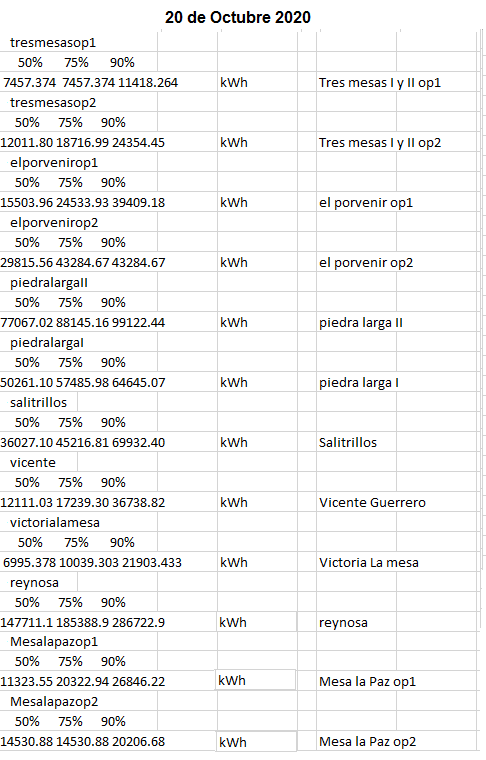 20 de Octubre 2020
tresmesasop1
50% 75% 90%
7457.374 7457.374 11418.264 kWh Tres mesas I y II op1
tresmesasop2
50% 75% 90%
12011.80 18716.99 24354.45 kWh Tres mesas I y II op2
elporvenirop1
50% 75% 90%
15503.96 24533.93 39409.18 kWh el porvenir op1
elporvenirop2
50% 75% 90%
29815.56 43284.67 43284.67 kWh el porvenir op2
piedralargaII
50% 75% 90%
77067.02 88145.16 99122.44 kWh piedra larga II
piedralargaI
50% 75% 90%
50261.10 57485.98 64645.07 kWh piedra larga I
salitrillos
50% 75% 90%
36027.10 45216.81 69932.40 kWh Salitrillos
vicente
50% 75% 90%
12111.03 17239.30 36738.82 kWh Vicente Guerrero
victorialamesa
50% 75% 90%
6995.378 10039.303 21903.433 kWh Victoria La mesa
reynosa
50% 75% 90%
147711.1 185388.9 286722.9 kWh reynosa
Mesalapazop1
50% 75% 90%
11323.55 20322.94 26846.22 kWh Mesa la Paz op1
Mesalapazop2
50% 75% 90%
14530.88 14530.88 20206.68 kWh Mesa la Paz op2